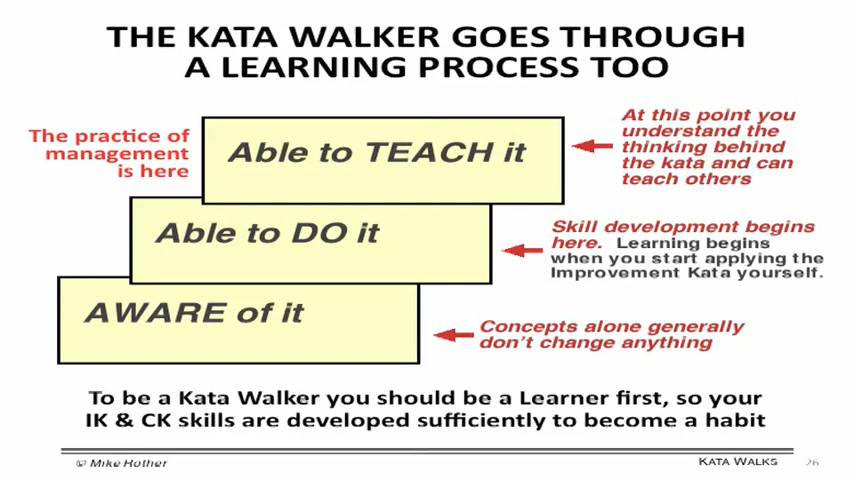 THE KATA WALKER GOES THROUGH
A LEARNING PROCESS TOO
The practice of
management
is here
Able to TEACH it
At this point you
understand the
thinking behind
the kata and can
teach others
Able to DO it
Skill development begins
here. Learning begins
when you start applying the
Improvement Kata yourself.
AWARE of it
Concepts alone generally
don't change anything
To be a Kata Walker you should be a Learner first, so your
IK & CK skills are developed sufficiently to become a habit
© Mike Rother
KATA WALKS
26